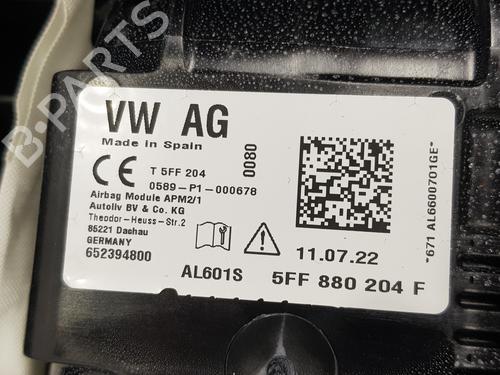 B-PARTS
VW AG
Made in Spain
0080
CE T 5FF 204
0589-P1-000678
Airbag Module APM2/1
Autoliv BV & Co. KG
Theodor-Heuss-Str.2
85221 Dachau
GERMANY
652394800
11.07.22
AL601S 5FF 880 204 F
*671 AL6600701GE*